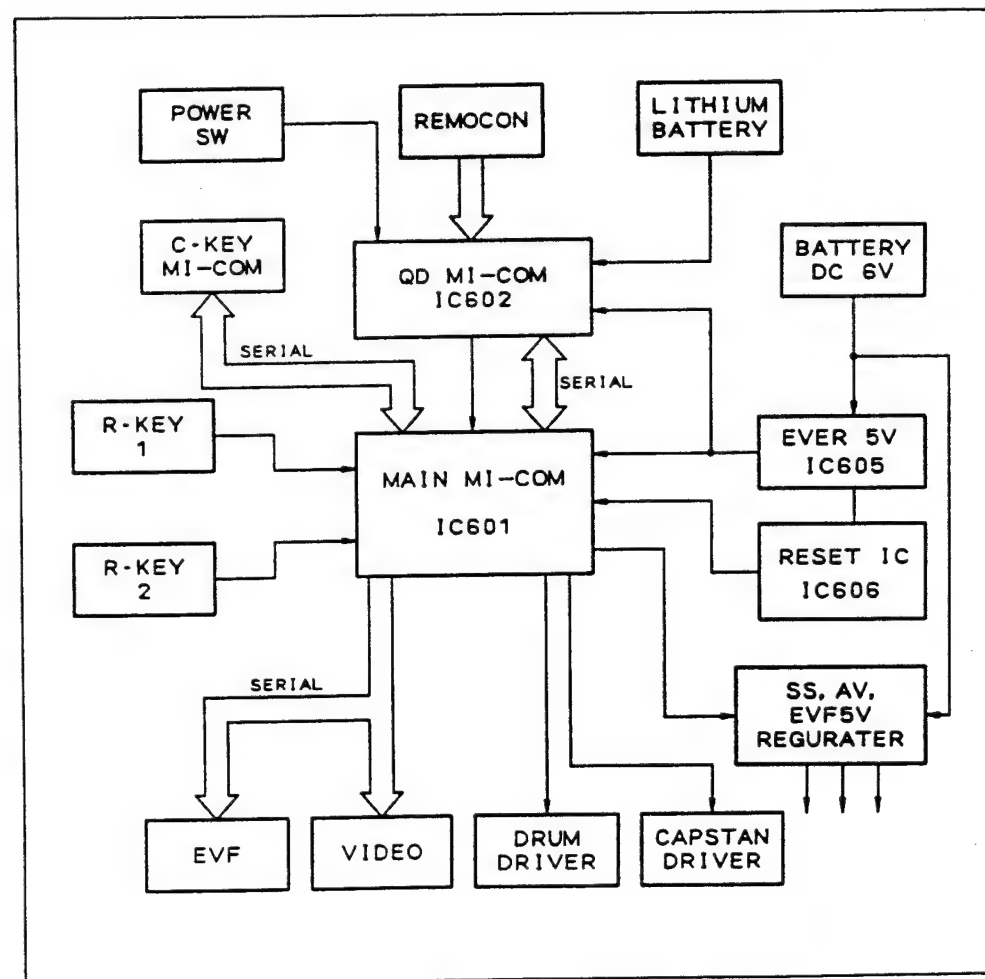 POWER
SW
REMOCON
LITHIUM
BATTERY
C-KEY
MI-COM
QD MI-COM
IC602
BATTERY
DC 6V
SERIAL
SERIAL
R-KEY
1
MAIN MI-COM
IC601
EVER 5V
IC605
R-KEY
2
RESET IC
IC606
SERIAL
SS, AV,
EVF5V
REGURATER
EVF
VIDEO
DRUM
DRIVER
CAPSTAN
DRIVER